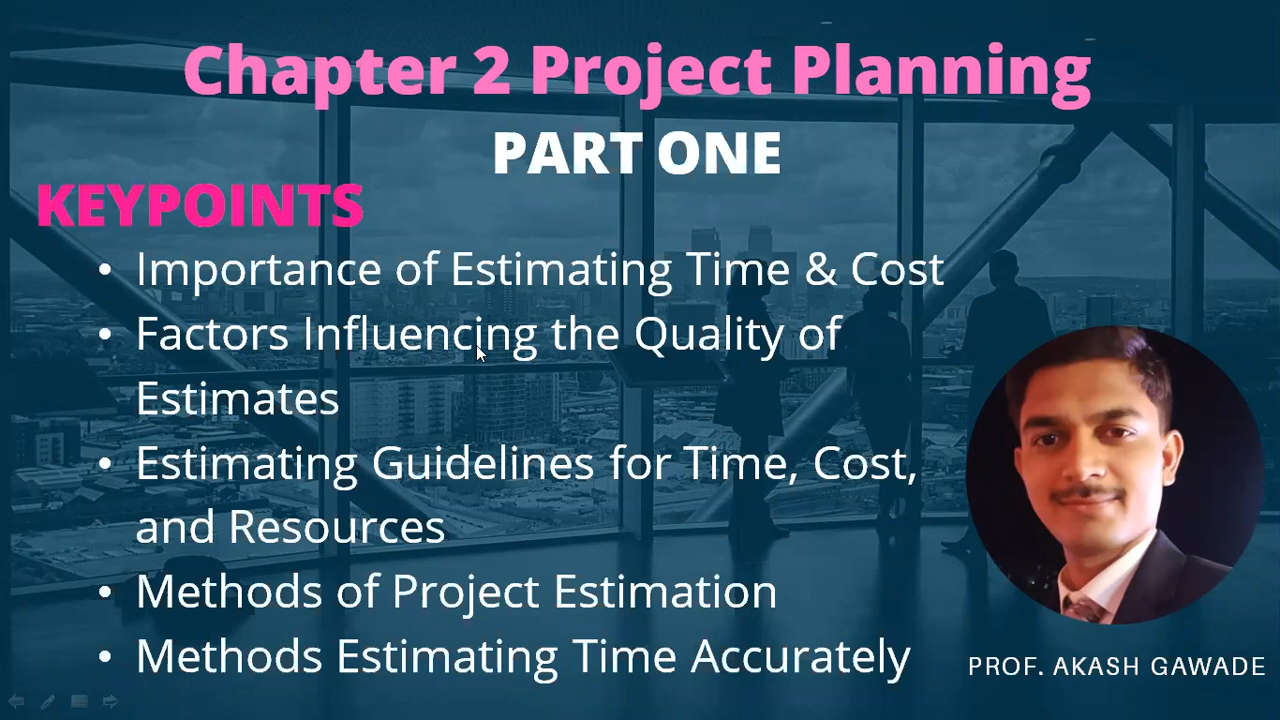 Chapter 2 Project Planning
PART ONE
KEYPOINTS
• Importance of Estimating Time & Cost
• Factors Influencing the Quality of
Estimates
• Estimating Guidelines for Time, Cost,
and Resources
• Methods of Project Estimation
• Methods Estimating Time Accurately
PROF. AKASH GAWADE